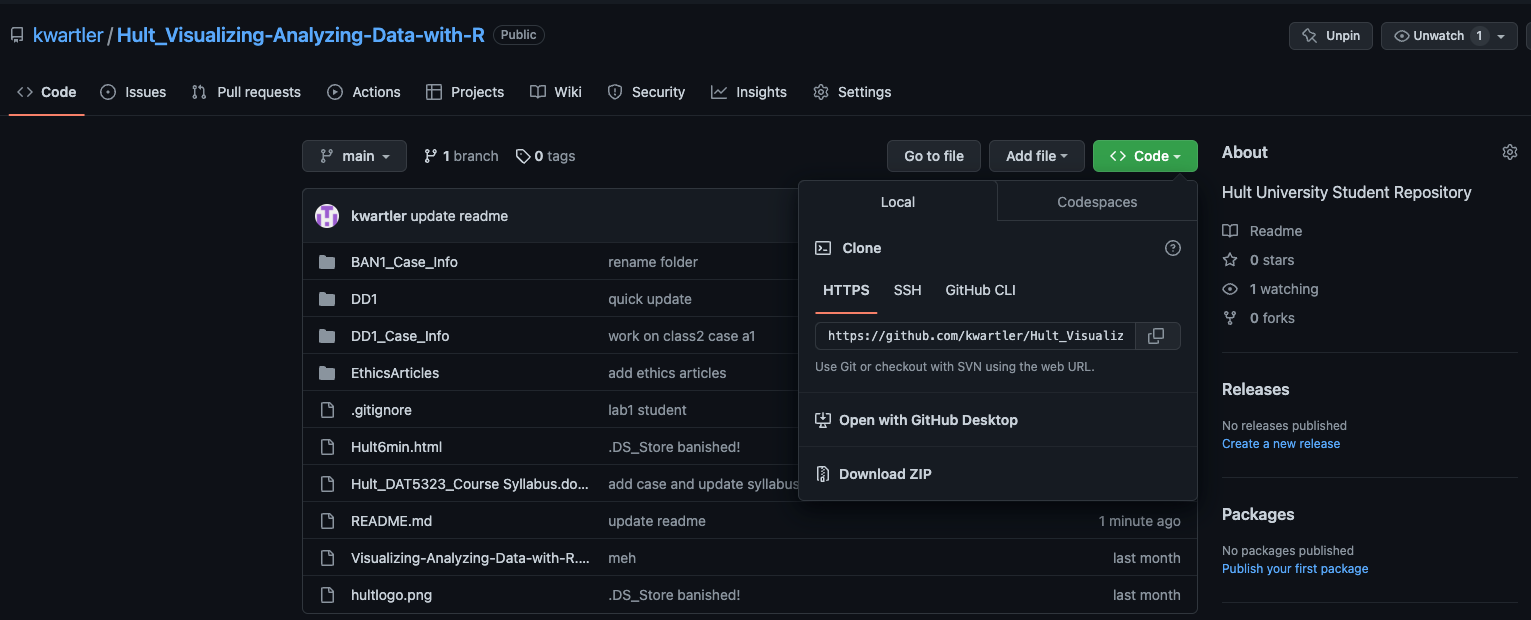 kwartler / Hult_Visualizing-Analyzing-Data-with-R Public
Unpin
Unwatch 1
Code Issues Pull requests Actions Projects Wiki Security Insights Settings
main 1 branch 0 tags
Go to file Add file Code
kwartler update readme
BAN1_Case_Info rename folder
DD1 quick update
DD1_Case_Info work on class2 case a1
EthicsArticles add ethics articles
.gitignore lab1 student
Hult6min.html .DS_Store banished!
Hult_DAT5323_Course Syllabus.do... add case and update syllabus
README.md update readme 1 minute ago
Visualizing-Analyzing-Data-with-R.... meh last month
hultlogo.png .DS_Store banished! last month
Local Codespaces
Clone
HTTPS SSH GitHub CLI
https://github.com/kwartler/Hult_Visualiz
Use Git or checkout with SVN using the web URL.
Open with GitHub Desktop
Download ZIP
About
Hult University Student Repository
Readme
0 stars
1 watching
0 forks
Releases
No releases published
Create a new release
Packages
No packages published
Publish your first package